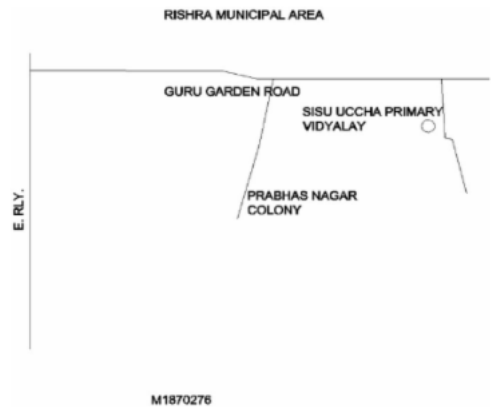 RISHRA MUNICIPAL AREA
GURU GARDEN ROAD
SISU UCCHA PRIMARY
VIDYALAY
PRABHAS NAGAR
COLONY
E. RLY.
M1870276